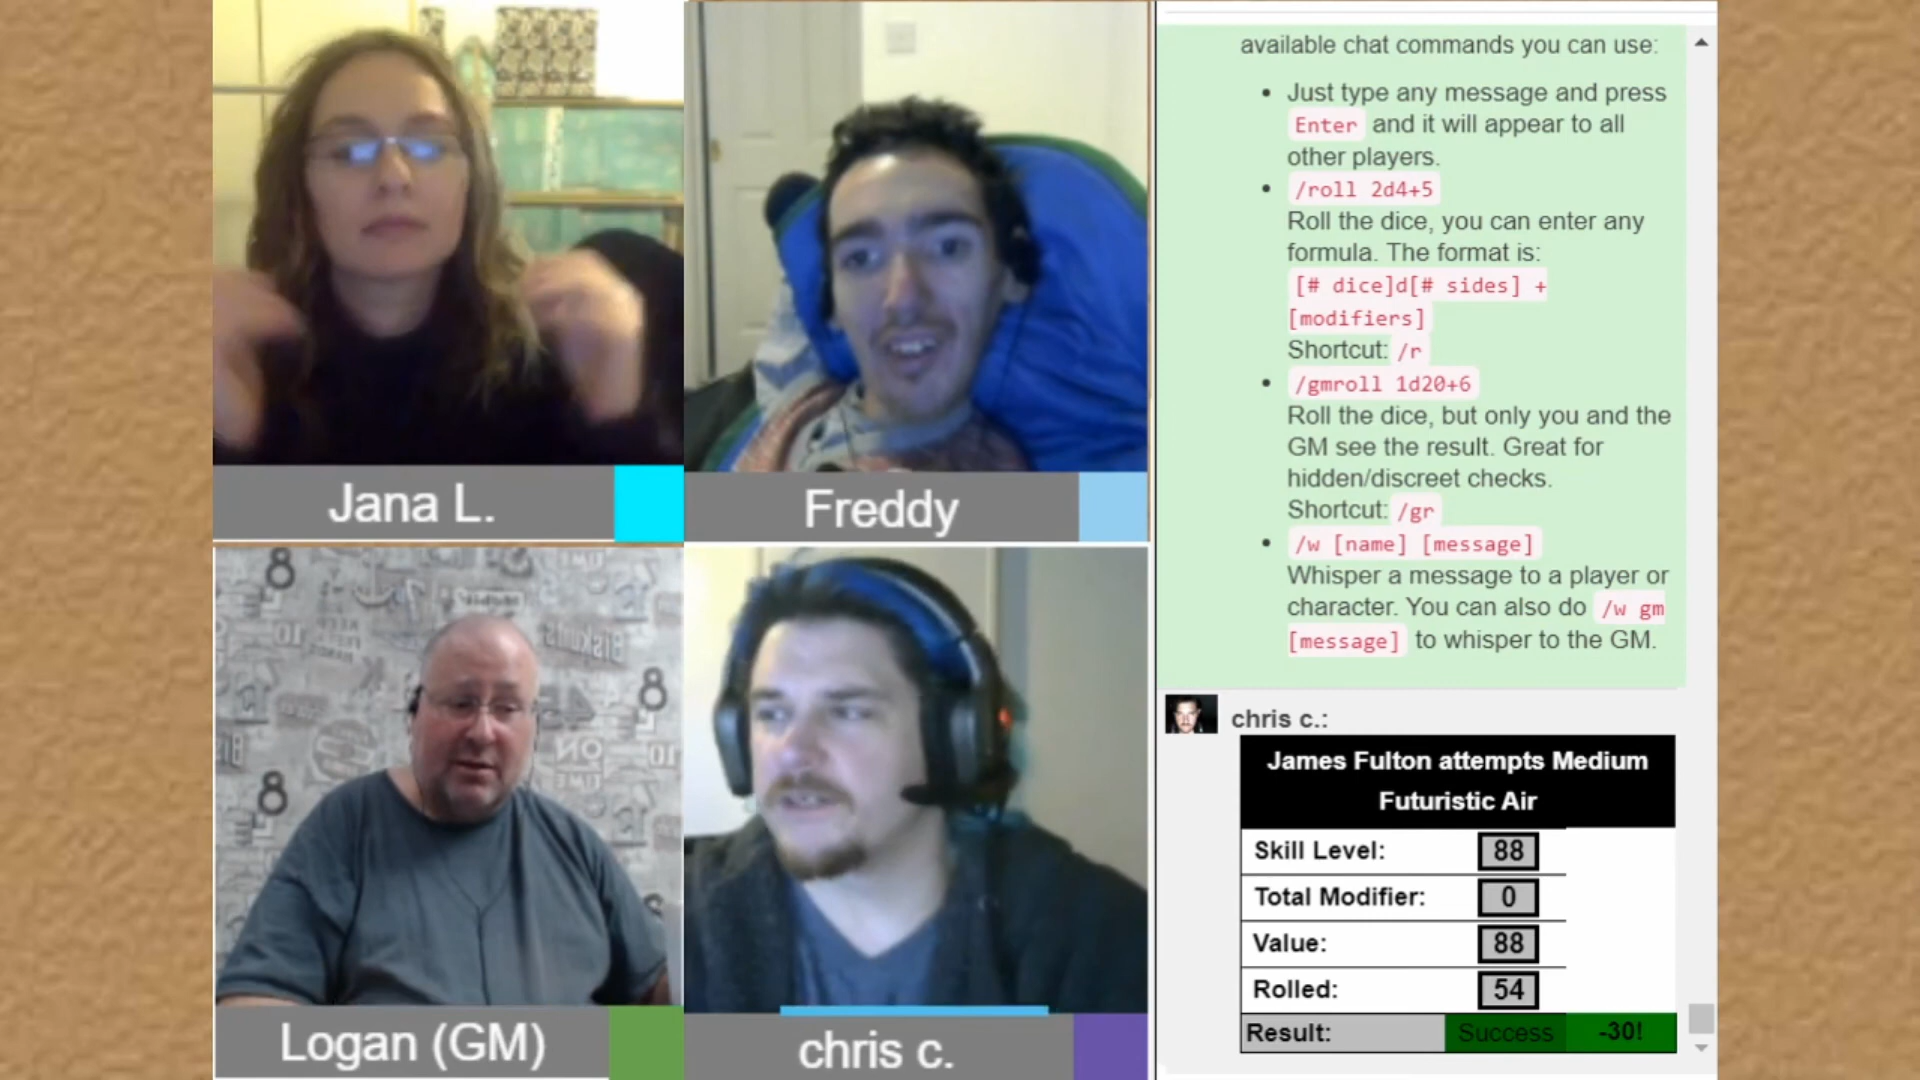 Jana L.
Freddy
Logan (GM)
chris c.
available chat commands you can use:
Just type any message and press
Enter and it will appear to all
other players.
/roll 2d4+5
Roll the dice, you can enter any
formula. The format is:
[# dice]d[# sides] +
[modifiers]
Shortcut: /r
/gmroll 1d20+6
Roll the dice, but only you and the
GM see the result. Great for
hidden/discreet checks.
Shortcut: /gr
/w [name] [message]
Whisper a message to a player or
character. You can also do /w gm
[message] to whisper to the GM.
chris c.:
James Fulton attempts Medium
Futuristic Air
Skill Level: 88
Total Modifier: 0
Value: 88
Rolled: 54
Result: Success -30!